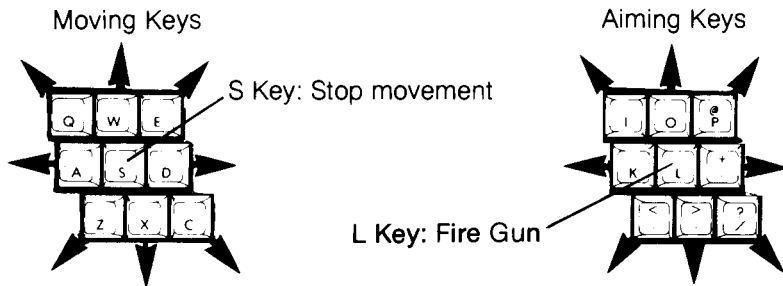 Moving Keys
Aiming Keys
S Key: Stop movement
Q W E
A S D
Z X C
L Key: Fire Gun
I O @ P
K L +
< > ? /